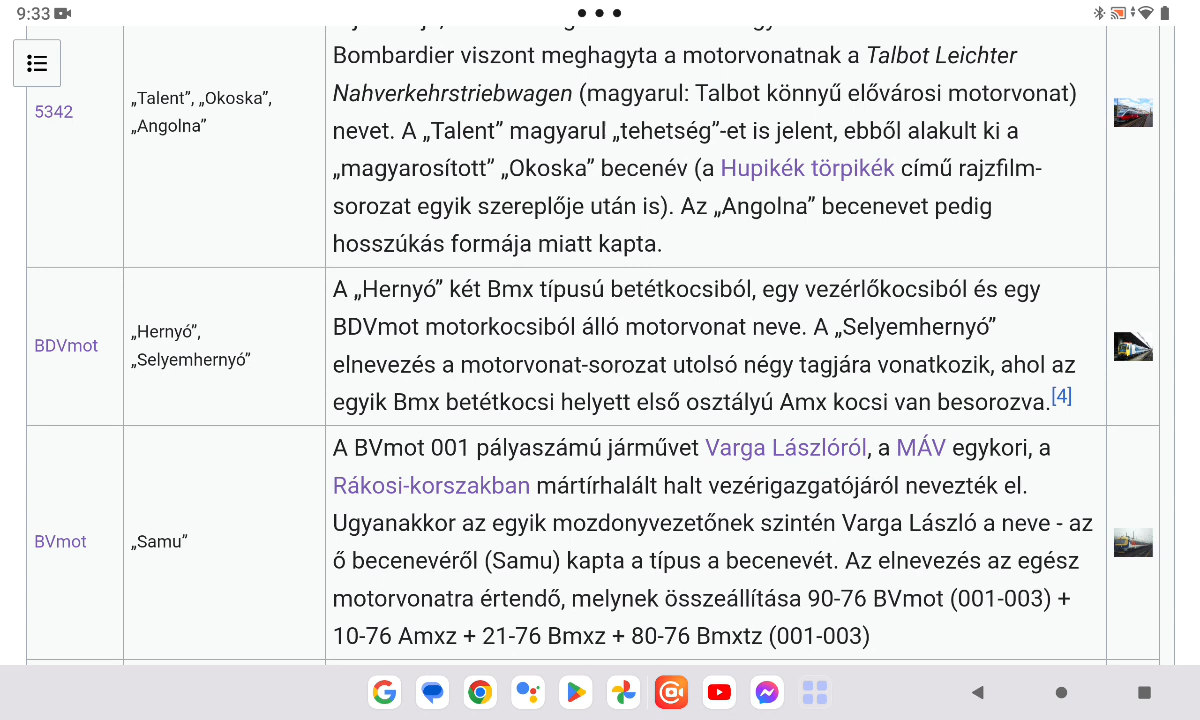 9:33
5342
„Talent”, „Okoska”,
„Angolna”
Bombardier viszont meghagyta a motorvonatnak a Talbot Leichter
Nahverkehrstriebwagen (magyarul: Talbot könnyű elővárosi motorvonat)
nevet. A „Talent” magyarul „tehetség”-et is jelent, ebből alakult ki a
„magyarosított” „Okoska” becenév (a Hupikék törpikék című rajzfilm-
sorozat egyik szereplője után is). Az „Angolna” becenevet pedig
hosszúkás formája miatt kapta.
BDVmot
„Hernyó”,
„Selyemhernyó”
A „Hernyó” két Bmx típusú betétkocsiból, egy vezérlőkocsiból és egy
BDVmot motorkocsiból álló motorvonat neve. A „Selyemhernyó”
elnevezés a motorvonat-sorozat utolsó négy tagjára vonatkozik, ahol az
egyik Bmx betétkocsi helyett első osztályú Amx kocsi van besorozva.[4]
BVmot
„Samu”
A BVmot 001 pályaszámú járművet Varga Lászlóról, a MÁV egykori, a
Rákosi-korszakban mártírhalált halt vezérigazgatójáról nevezték el.
Ugyanakkor az egyik mozdonyvezetőnek szintén Varga László a neve - az
ő becenevéről (Samu) kapta a típus a becenevét. Az elnevezés az egész
motorvonatra értendő, melynek összeállítása 90-76 BVmot (001-003) +
10-76 Amxz + 21-76 Bmxz + 80-76 Bmxtz (001-003)